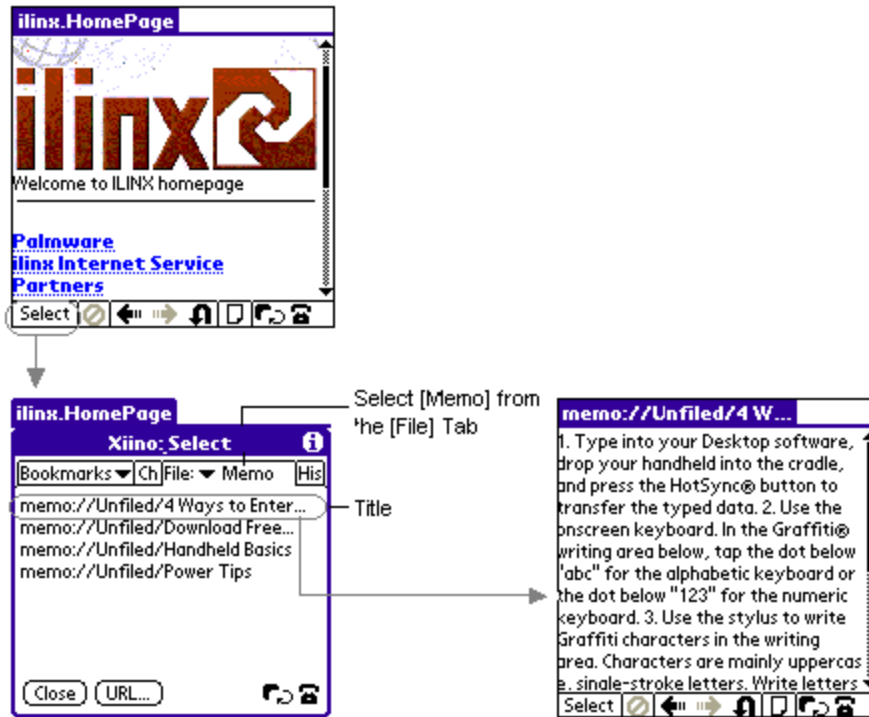 ilinx.HomePage
ilinx
Welcome to ILINX homepage
Palmware
ilinx Internet Service
Partners
Select
ilinx.HomePage
Xiino:Select
Bookmarks Ch File: Memo His
memo://Unfiled/4 Ways to Enter...
memo://Unfiled/Download Free...
memo://Unfiled/Handheld Basics
memo://Unfiled/Power Tips
Close URL...
Select [Memo] from
he [File] Tab
Title
memo://Unfiled/4 W...
1. Type into your Desktop software,
drop your handheld into the cradle,
and press the HotSync® button to
transfer the typed data. 2. Use the
onscreen keyboard. In the Graffiti®
writing area below, tap the dot below
"abc" for the alphabetic keyboard or
the dot below "123" for the numeric
keyboard. 3. Use the stylus to write
Graffiti characters in the writing
area. Characters are mainly uppercas
e. single-stroke letters. Write letters
Select